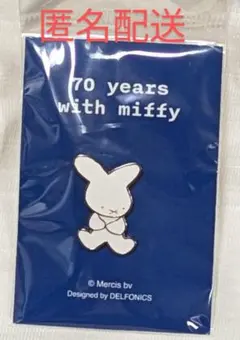 匿名配送
70 years
with miffy
© Mercis bv
Designed by DELFONICS